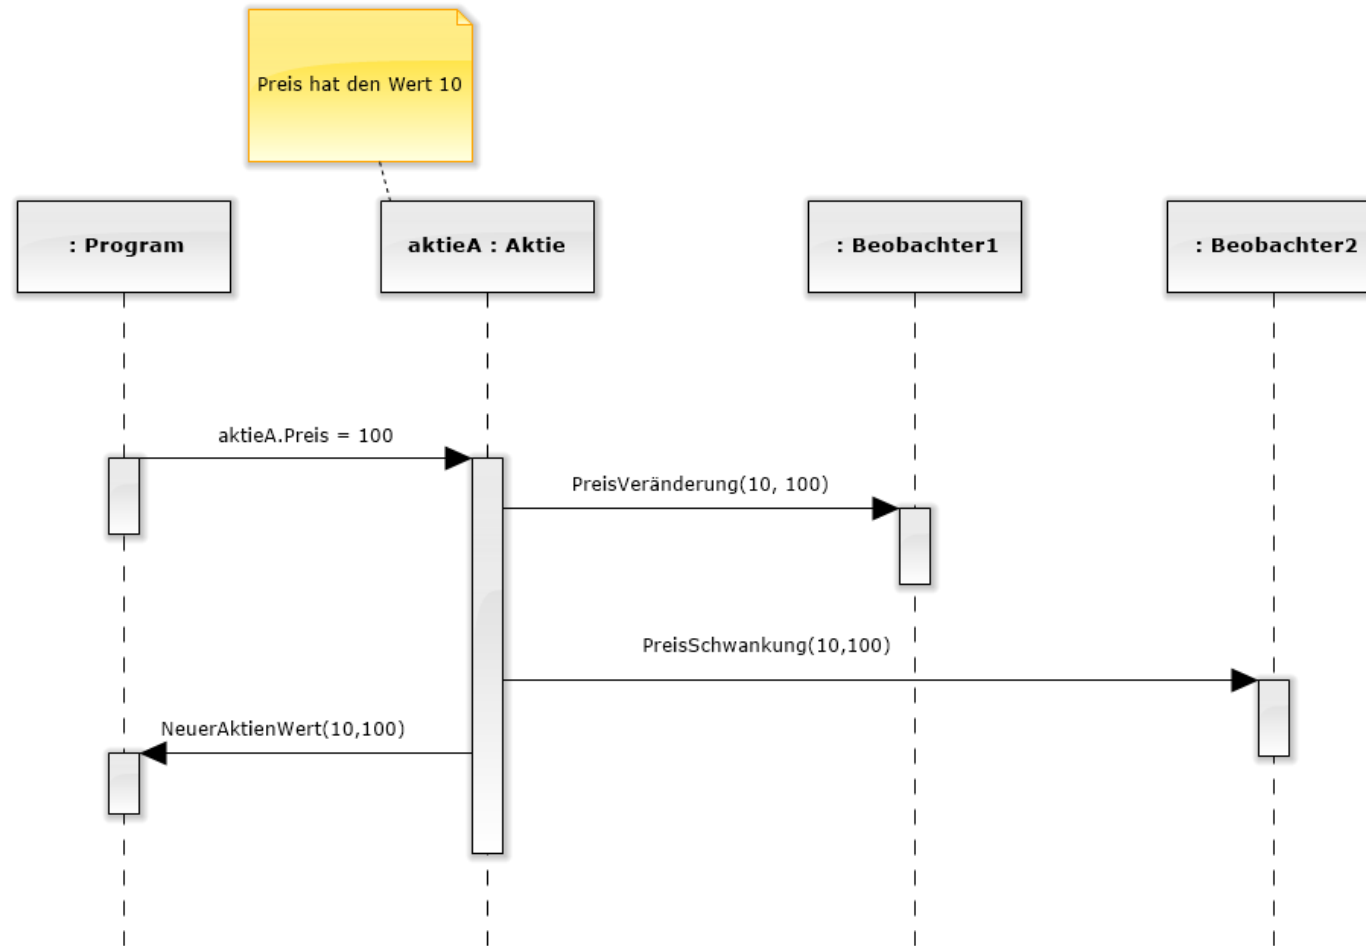 Preis hat den Wert 10
: Program
aktieA : Aktie
: Beobachter1
: Beobachter2
aktieA.Preis = 100
PreisVeränderung(10, 100)
PreisSchwankung(10,100)
NeuerAktienWert(10,100)